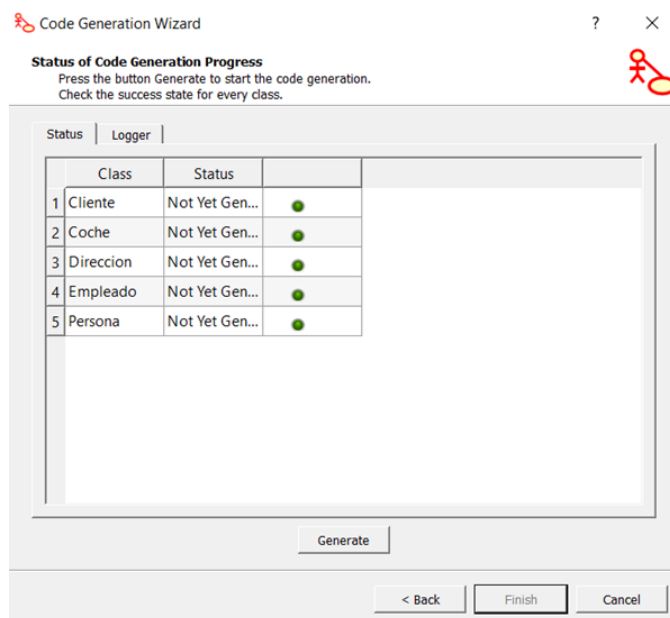 Code Generation Wizard ? ×
Status of Code Generation Progress
Press the button Generate to start the code generation.
Check the success state for every class.
Status Logger
Class Status
1 Cliente Not Yet Gen...
2 Coche Not Yet Gen...
3 Direccion Not Yet Gen...
4 Empleado Not Yet Gen...
5 Persona Not Yet Gen...
Generate
< Back Finish Cancel